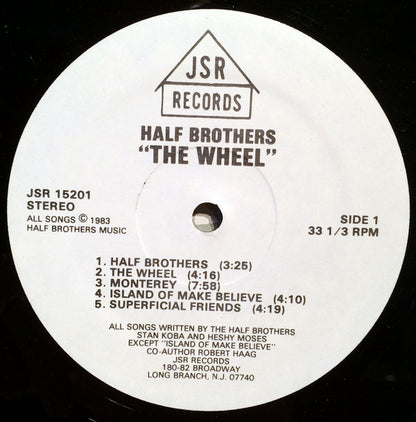 JSR
RECORDS
HALF BROTHERS
"THE WHEEL"
JSR 15201
STEREO
ALL SONGS © 1983
HALF BROTHERS MUSIC
SIDE 1
33 1/3 RPM
1. HALF BROTHERS (3:25)
2. THE WHEEL (4:16)
3. MONTEREY (7:58)
4. ISLAND OF MAKE BELIEVE (4:10)
5. SUPERFICIAL FRIENDS (4:19)
ALL SONGS WRITTEN BY THE HALF BROTHERS
STAN KOBA AND HESHY MOSES
EXCEPT "ISLAND OF MAKE BELIEVE"
CO-AUTHOR ROBERT HAAG
JSR RECORDS
180-82 BROADWAY
LONG BRANCH, N.J. 07740